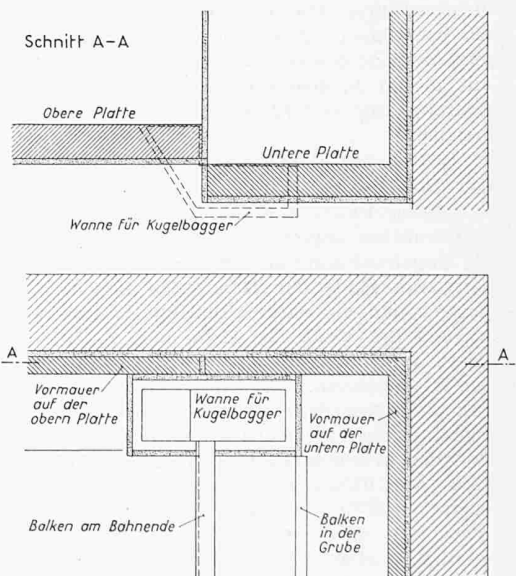 Schnitt A-A
Obere Platte
Untere Platte
Wanne für Kugelbagger
A
A
Vormauer
auf der
obern Platte
Wanne für
Kugelbagger
Vormauer
auf der
untern Platte
Balken am Bahnende
Balken
in der
Grube